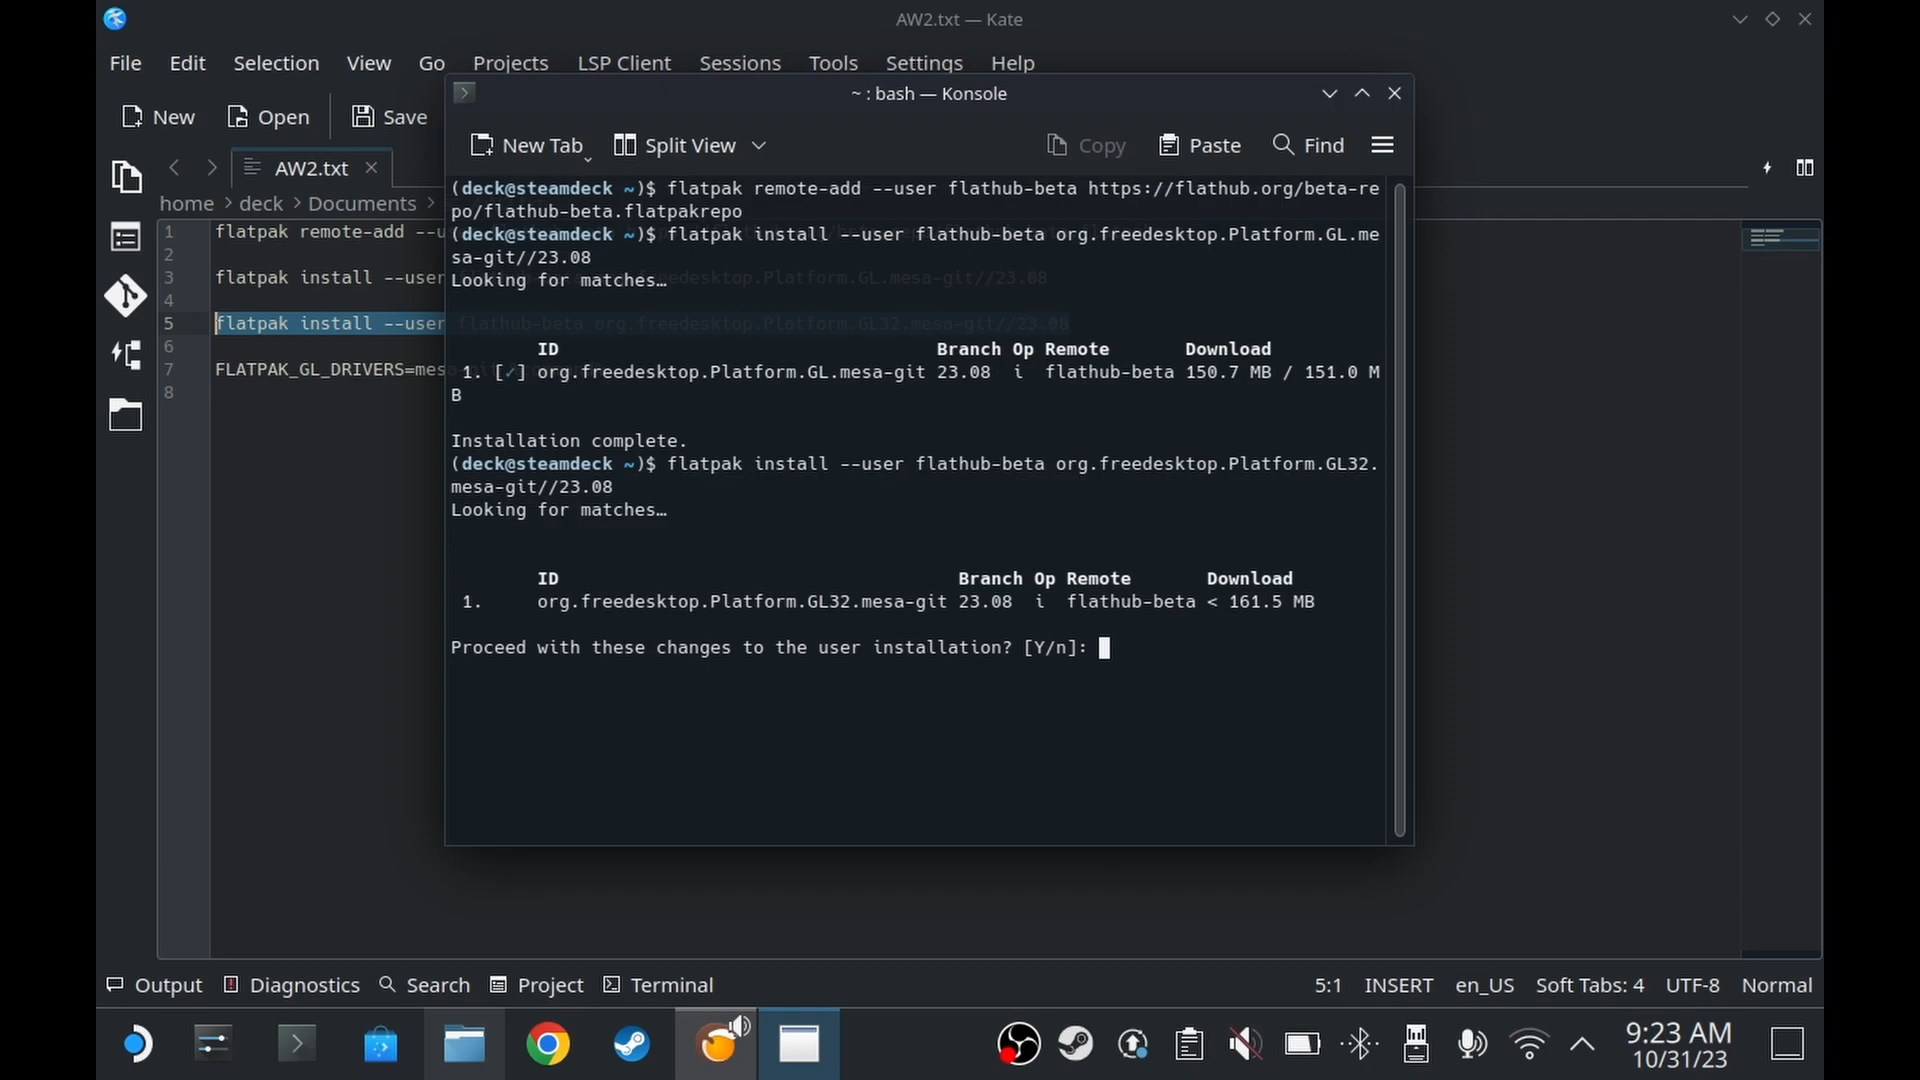 AW2.txt — Kate
File Edit Selection View Go Projects LSP Client Sessions Tools Settings Help
New Open Save
AW2.txt
home > deck > Documents >
1 flatpak remote-add --u
2
3 flatpak install --user
4
5 flatpak install --user
6
7 FLATPAK_GL_DRIVERS=mes
8
~ : bash — Konsole
New Tab Split View Copy Paste Find
(deck@steamdeck ~)$ flatpak remote-add --user flathub-beta https://flathub.org/beta-re
po/flathub-beta.flatpakrepo
(deck@steamdeck ~)$ flatpak install --user flathub-beta org.freedesktop.Platform.GL.me
sa-git//23.08
Looking for matches…
ID Branch Op Remote Download
1. [✓] org.freedesktop.Platform.GL.mesa-git 23.08 i flathub-beta 150.7 MB / 151.0 M
B
Installation complete.
(deck@steamdeck ~)$ flatpak install --user flathub-beta org.freedesktop.Platform.GL32.
mesa-git//23.08
Looking for matches…
ID Branch Op Remote Download
1. org.freedesktop.Platform.GL32.mesa-git 23.08 i flathub-beta < 161.5 MB
Proceed with these changes to the user installation? [Y/n]:
Output Diagnostics Search Project Terminal
5:1 INSERT en_US Soft Tabs: 4 UTF-8 Normal
9:23 AM
10/31/23